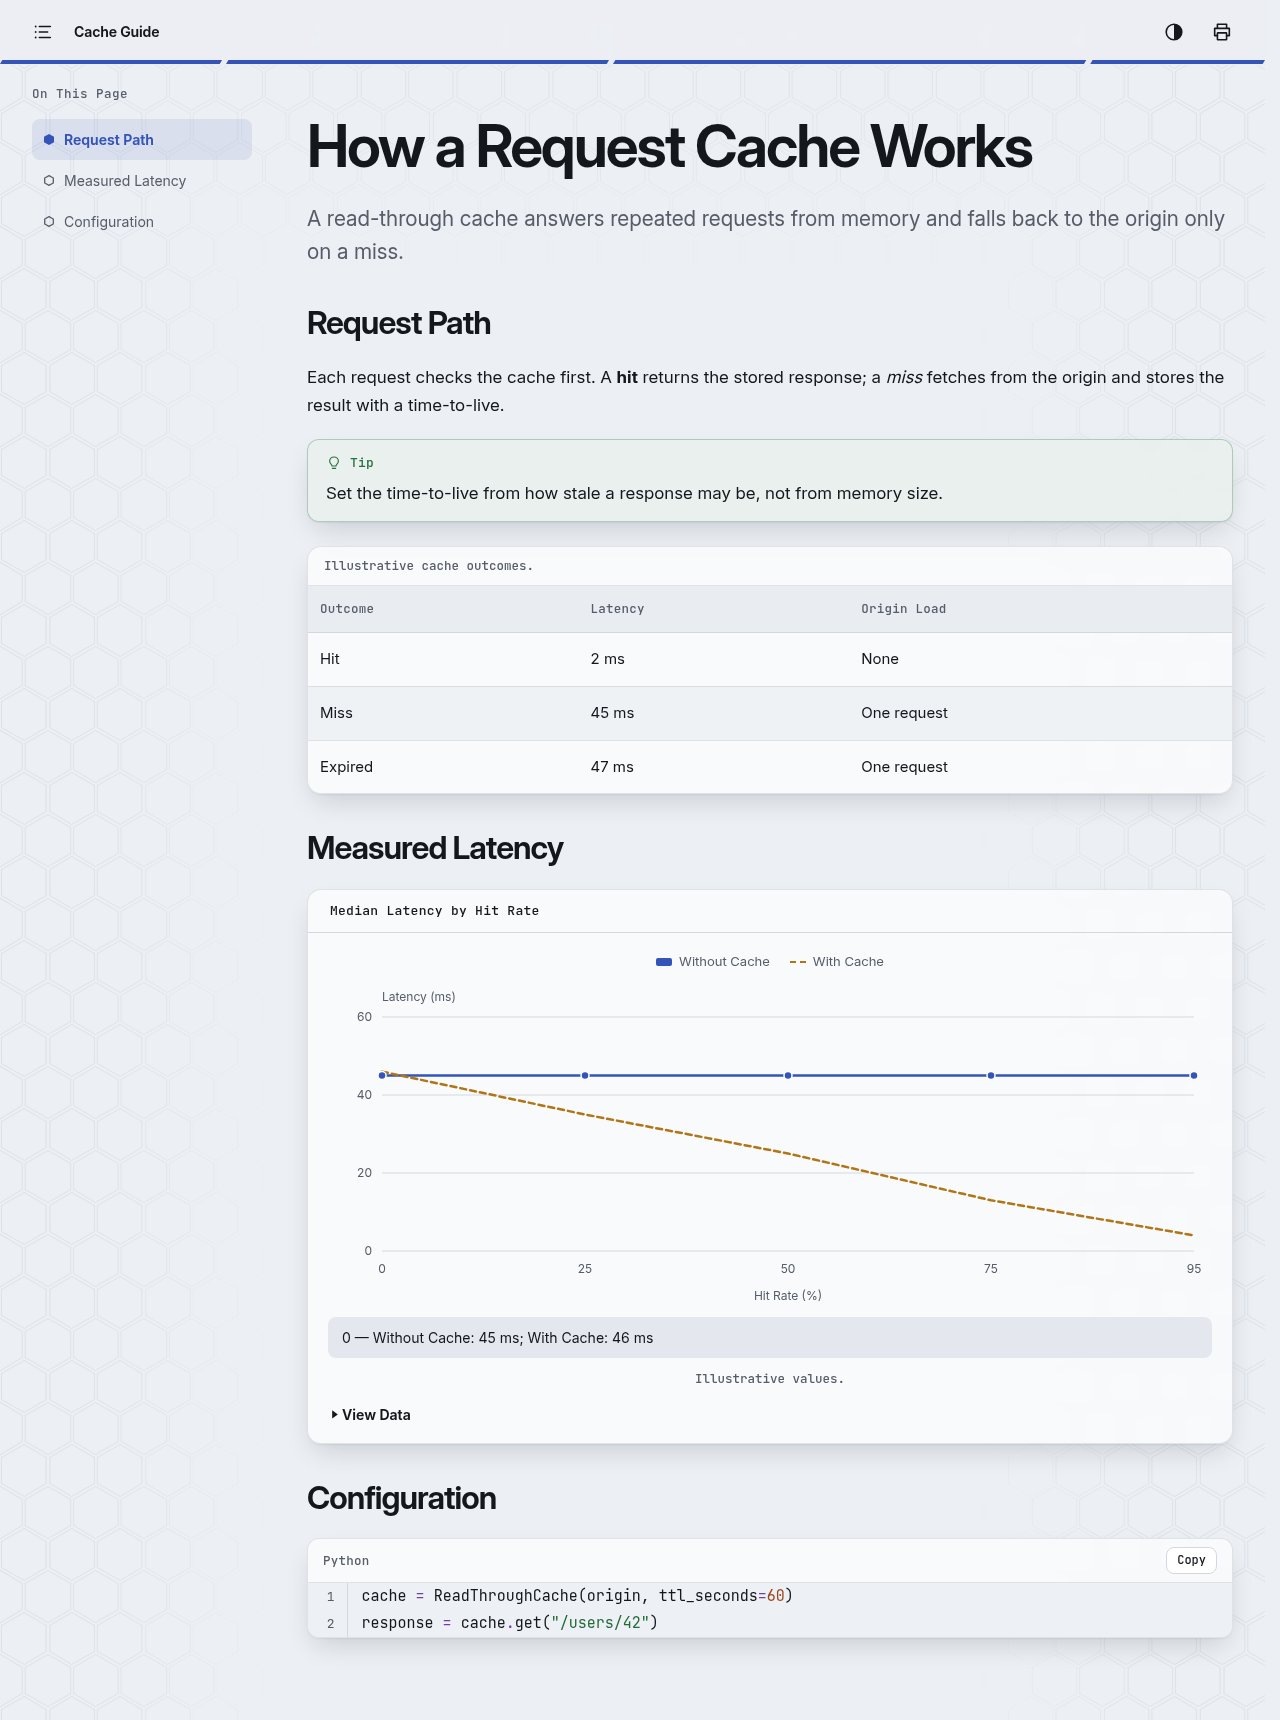 Cache Guide
On This Page
Request Path
Measured Latency
Configuration
How a Request Cache Works
A read-through cache answers repeated requests from memory and falls back to the origin only
on a miss.
Request Path
Each request checks the cache first. A hit returns the stored response; a miss fetches from the origin and stores the
result with a time-to-live.
Tip
Set the time-to-live from how stale a response may be, not from memory size.
Illustrative cache outcomes.
Outcome Latency Origin Load
Hit 2 ms None
Miss 45 ms One request
Expired 47 ms One request
Measured Latency
Median Latency by Hit Rate
Without Cache With Cache
Latency (ms)
60
40
20
0
0 25 50 75 95
Hit Rate (%)
0 — Without Cache: 45 ms; With Cache: 46 ms
Illustrative values.
View Data
Configuration
Python Copy
1 cache = ReadThroughCache(origin, ttl_seconds=60)
2 response = cache.get("/users/42")